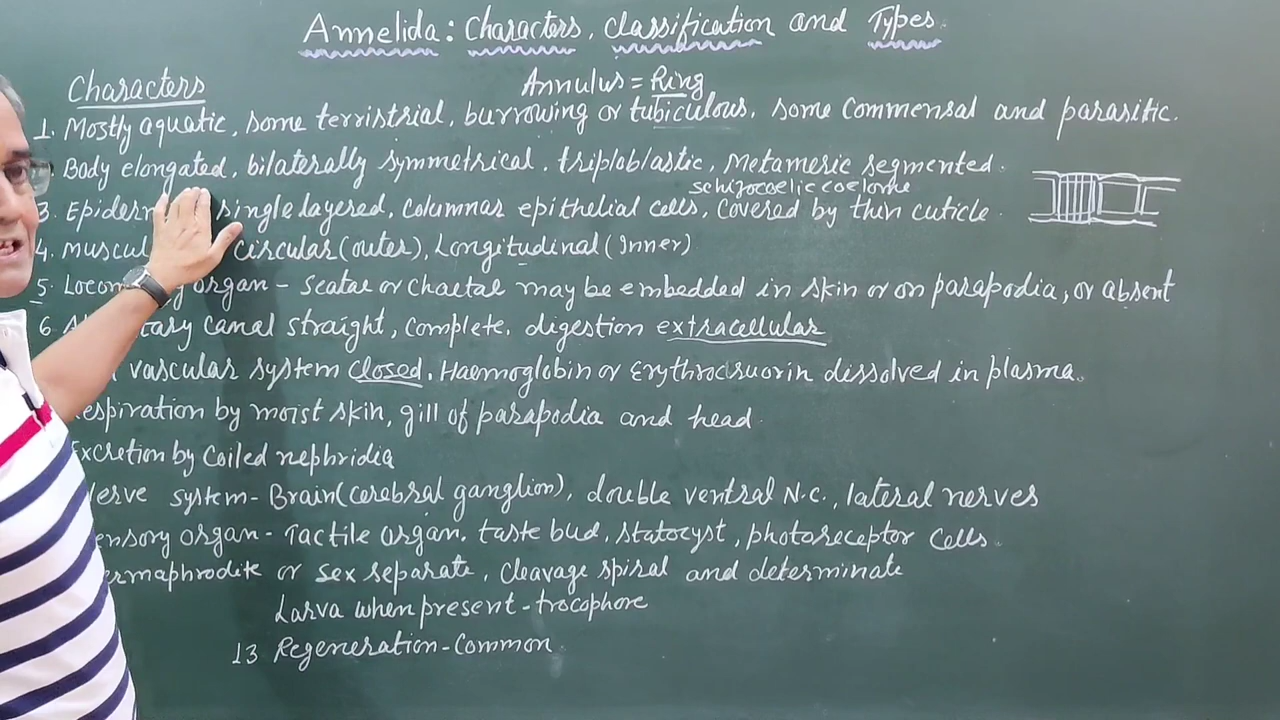 Annelida: Characters, Classification and Types.
Characters
Annulus = Ring
1. Mostly aquatic, some terristrial, burrowing or tubiculous, some commensal and parasitic.
Body elongated, bilaterally symmetrical, triploblastic, Metameric segmented.
schizocoelic coelome
3. Epiderm single layered, columnar epithelial cells, covered by thin cuticle.
4. Muscul circular (outer), Longitudinal (Inner)
5. Locom organ - Seatae or chaetae may be embedded in skin or on parapodia, or absent
6 tary canal straight, complete, digestion extracellular
vascular system closed, Haemoglobin or Erythrocruorin dissolved in plasma.
espiration by moist skin, gill of parapodia and head.
Excretion by coiled nephridia
Nerve system - Brain (cerebral ganglion), double ventral N.C., lateral nerves
ensory organ - Tactile organ, taste bud, statocyst, photoreceptor cells.
ermaphrodite or sex separate, cleavage spiral and determinate
Larva when present - trocophore
13 Regeneration - Common.